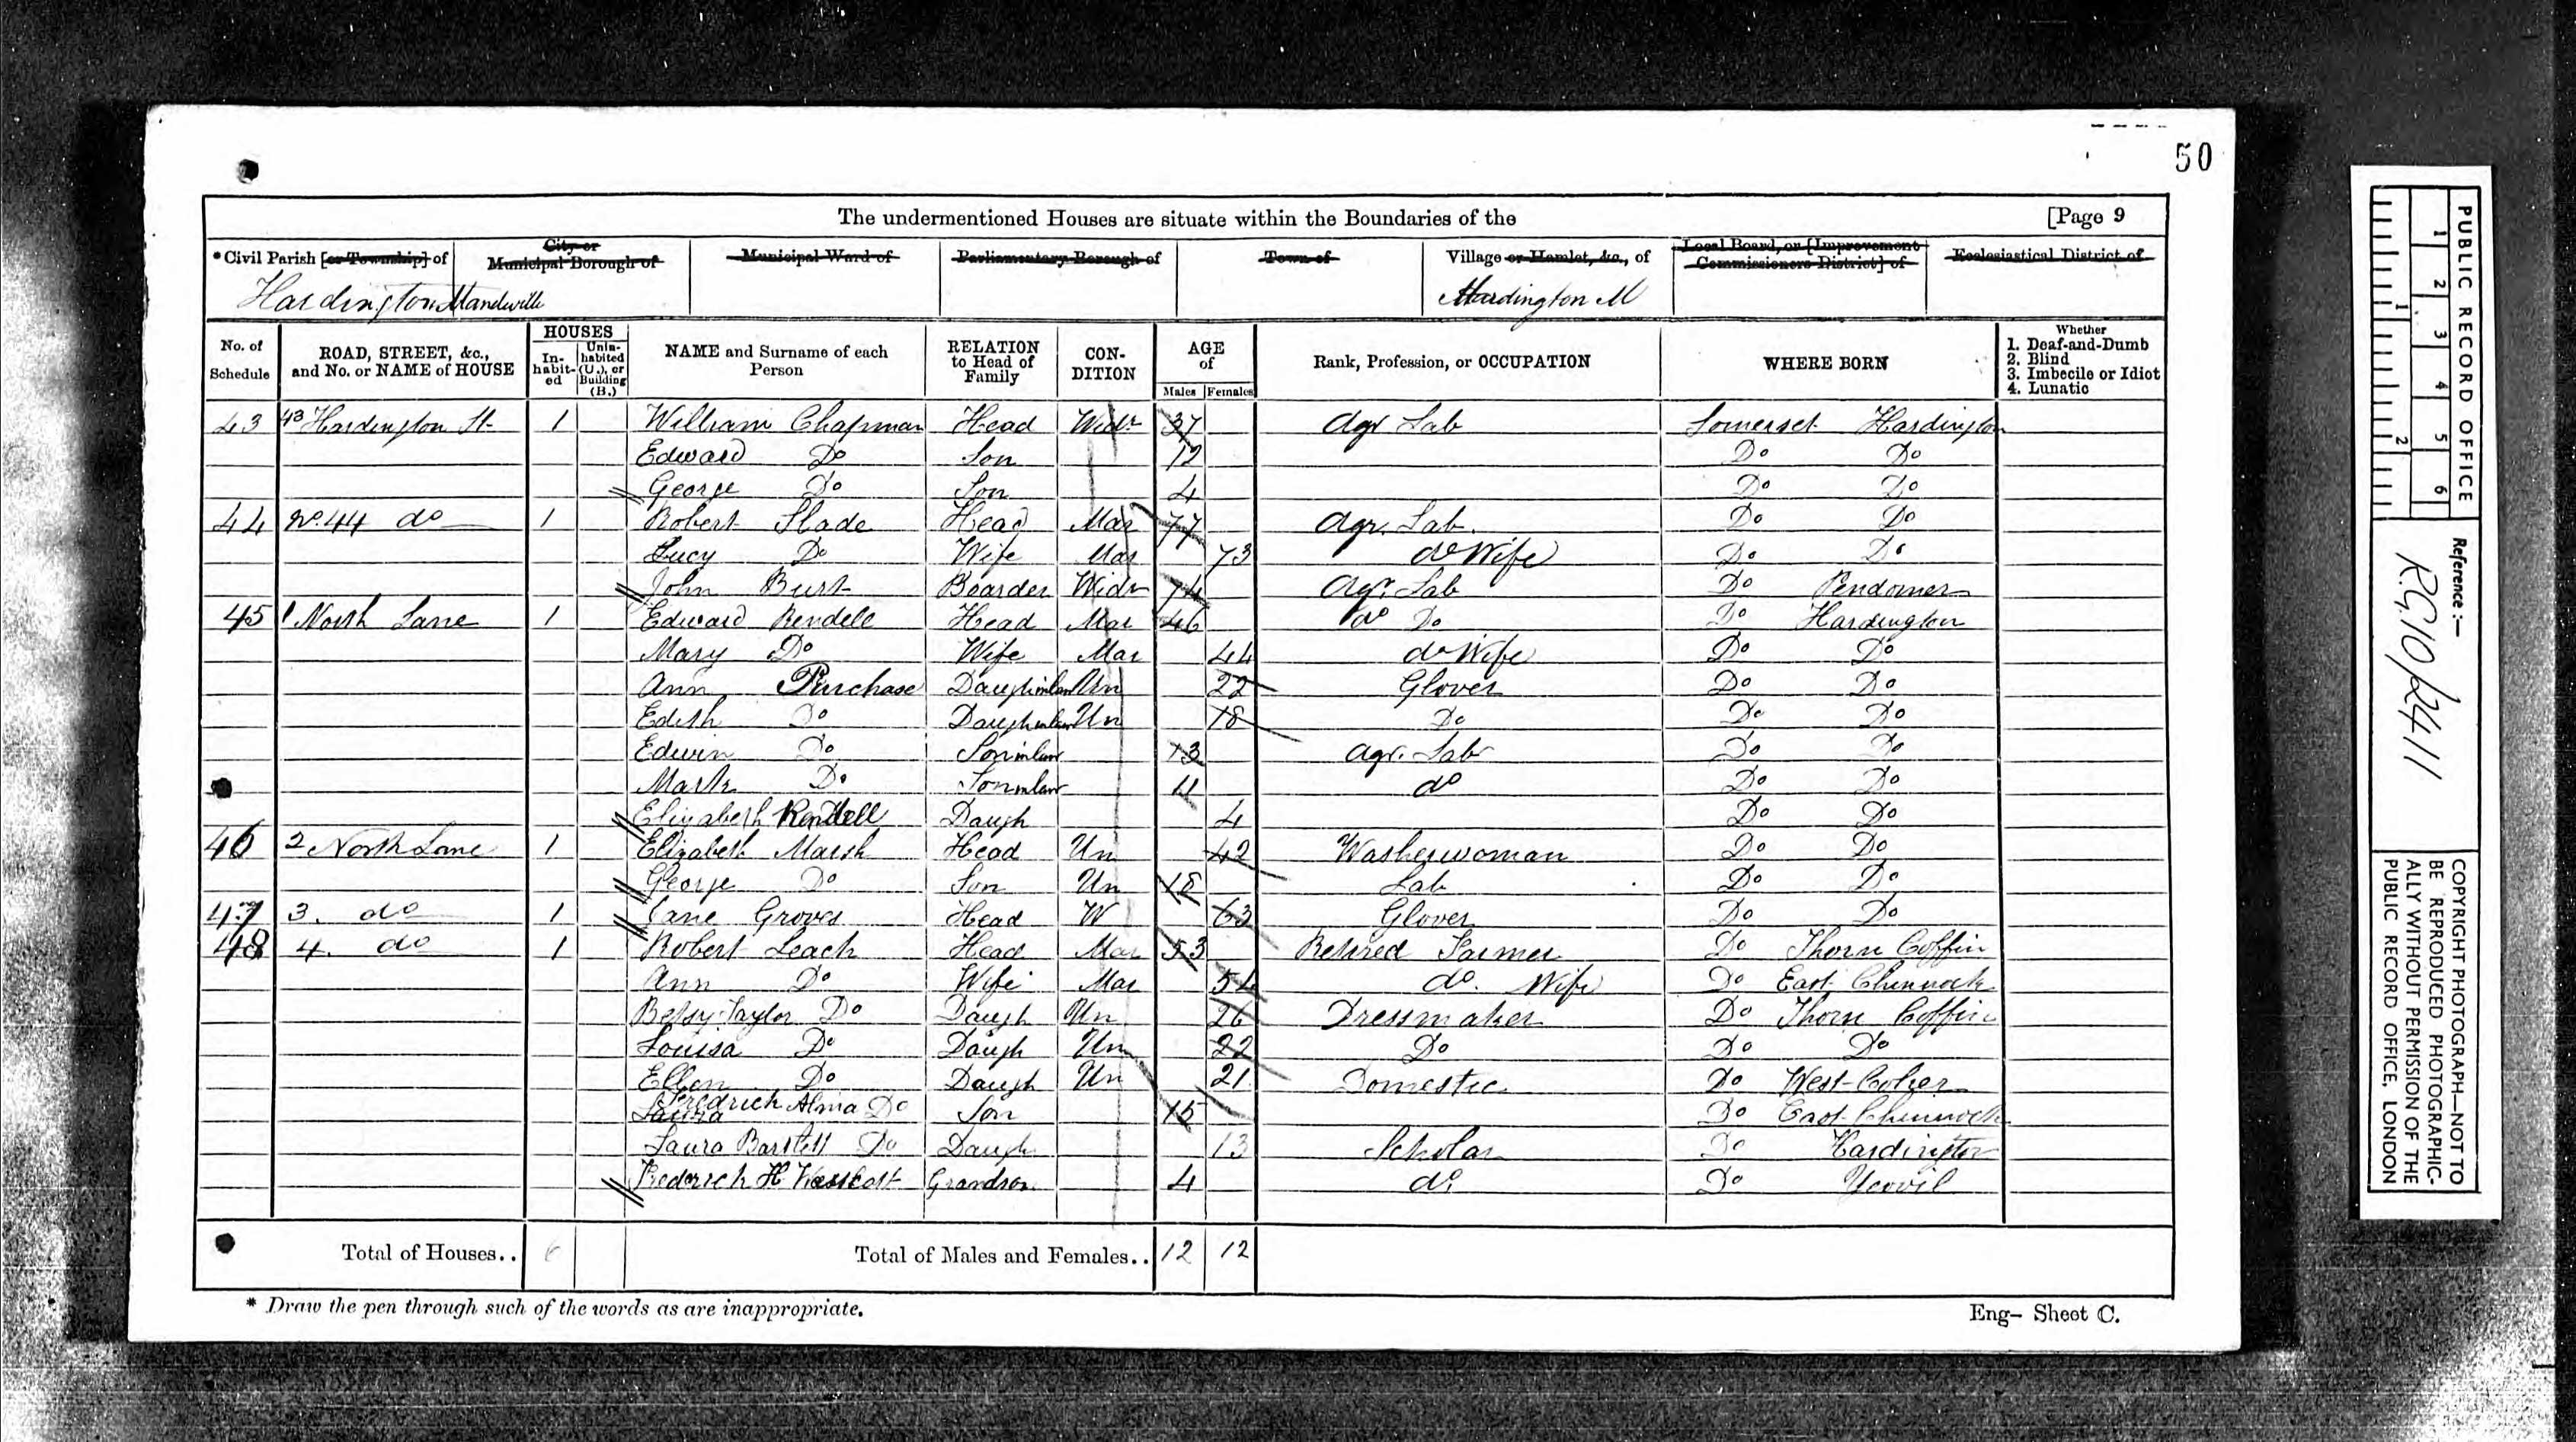 50
The undermentioned Houses are situate within the Boundaries of the [Page 9
*Civil Parish [or Township] of City or Municipal Borough of Municipal Ward of Parliamentary Borough of Town of Village or Hamlet, &c., of Local Board, or [Improvement Commissioners District] of Ecclesiastical District of
Hardington Mandeville Hardington M
No. of Schedule ROAD, STREET, &c., and No. or NAME of HOUSE HOUSES Inhabited Uninhabited (U.), or Building (B.) NAME and Surname of each Person RELATION to Head of Family CONDITION AGE of Males Females Rank, Profession, or OCCUPATION WHERE BORN Whether 1. Deaf-and-Dumb 2. Blind 3. Imbecile or Idiot 4. Lunatic
43 43 Hardington St. 1 William Chapman Head Widr 37 Agr Lab Somerset Hardington
Edward Do Son 12 Do Do
George Do Son 4 Do Do
44 No. 44 do 1 Robert Slade Head Mar 77 Agr. Lab. Do Do
Lucy Do Wife Mar 73 do Wife Do Do
John Burt Boarder Widr 74 Agr. Lab Do Pendomer
45 1 North Lane 1 Edward Rendell Head Mar 46 do Do Do Hardington
Mary Do Wife Mar 44 do Wife Do Do
Ann Purchase Daughinlaw Un 22 Glover Do Do
Edith Do Daughinlaw Un 18 Do Do Do
Edwin Do Soninlaw 13 Agr. Lab Do Do
Mark Do Soninlaw 11 do Do Do
Elizabeth Rendell Daugh 4 Do Do
46 2 North Lane 1 Elizabeth Marsh Head Un 42 Washerwoman Do Do
George Do Son Un 18 Lab Do Do
47 3. do 1 Jane Groves Head W 63 Glover Do Do
48 4. do 1 Robert Leach Head Mar 53 Retired Farmer Do Thorn Coffin
Ann Do Wife Mar 54 do. Wife Do East Chinnock
Betsy Taylor Do Daugh Un 26 Dressmaker Do Thorn Coffin
Louisa Do Daugh Un 22 Do Do Do
Ellen Do Daugh Un 21 Domestic Do West Coker
Fredrick Alma Do Son 15 Do East Chinnock
Laura
Laura Bartlett Do Daugh 13 Scholar Do Hardington
Frederick H Do Grandson 4 do Do Yeovil
Total of Houses.. 6 Total of Males and Females.. 12 12
* Draw the pen through such of the words as are inappropriate.
Eng- Sheet C.
PUBLIC RECORD OFFICE
1 2 3 4 5 6
1 2
Reference :-
R.G.10/2411
COPYRIGHT PHOTOGRAPH—NOT TO
BE REPRODUCED PHOTOGRAPHIC-
ALLY WITHOUT PERMISSION OF THE
PUBLIC RECORD OFFICE, LONDON